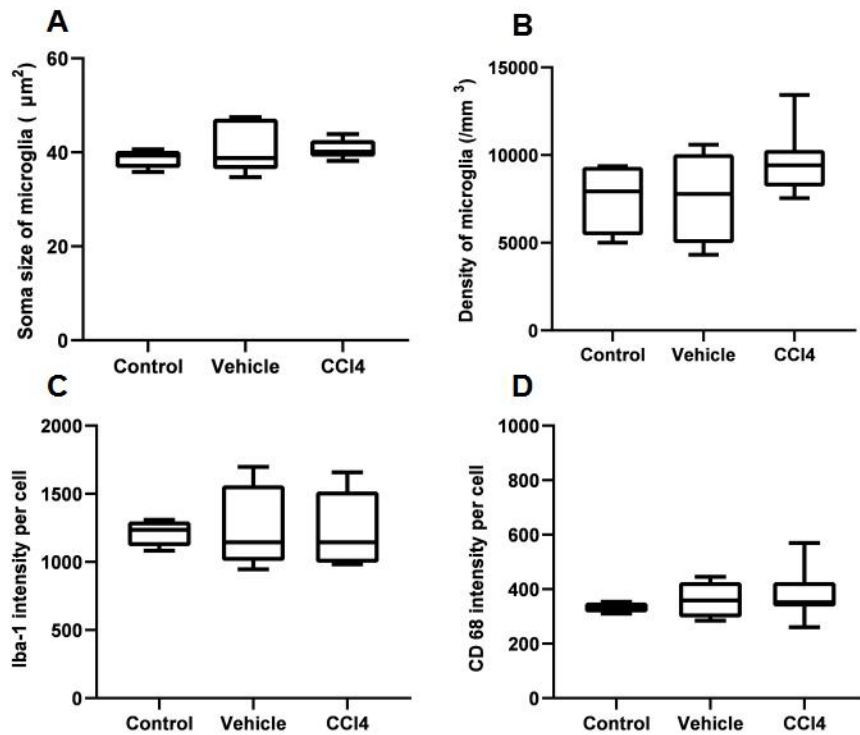 A
Soma size of microglia ( μm²)
60
40
20
0
Control Vehicle CCl4
B
Density of microglia (/mm ³)
15000
10000
5000
0
Control Vehicle CCl4
C
Iba-1 intensity per cell
2000
1500
1000
500
0
Control Vehicle CCl4
D
CD 68 intensity per cell
1000
800
600
400
200
0
Control Vehicle CCl4